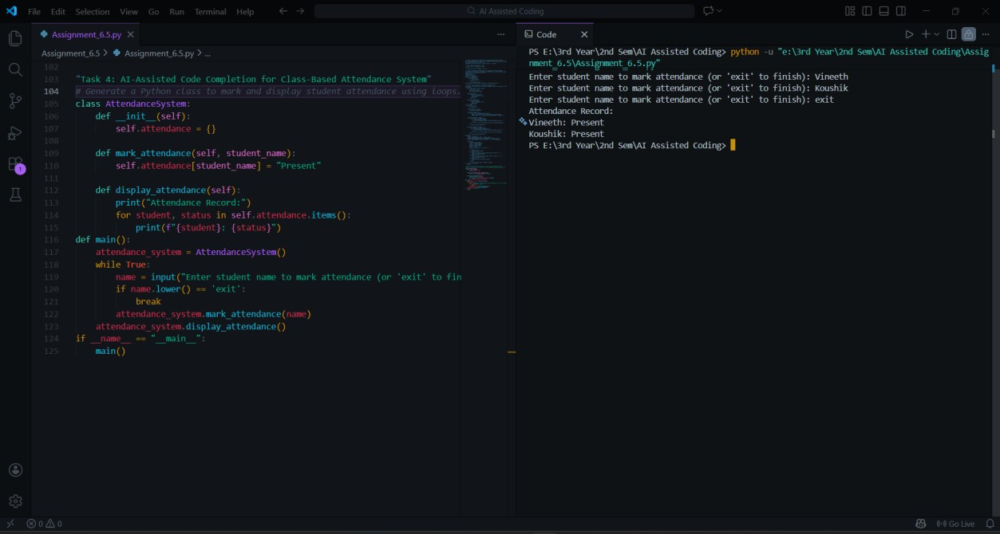 File Edit Selection View Go Run Terminal Help
AI Assisted Coding
Assignment_6.5.py
Assignment_6.5 > Assignment_6.5.py > ...
102
103 "Task 4: AI-Assisted Code Completion for Class-Based Attendance System"
104 # Generate a Python class to mark and display student attendance using loops.
105 class AttendanceSystem:
106     def __init__(self):
107         self.attendance = {}
108
109     def mark_attendance(self, student_name):
110         self.attendance[student_name] = "Present"
111
112     def display_attendance(self):
113         print("Attendance Record:")
114         for student, status in self.attendance.items():
115             print(f"{student}: {status}")
116 def main():
117     attendance_system = AttendanceSystem()
118     while True:
119         name = input("Enter student name to mark attendance (or 'exit' to fin
120         if name.lower() == 'exit':
121             break
122         attendance_system.mark_attendance(name)
123     attendance_system.display_attendance()
124 if __name__ == "__main__":
125     main()
Code
PS E:\3rd Year\2nd Sem\AI Assisted Coding> python -u "e:\3rd Year\2nd Sem\AI Assisted Coding\Assig
nment_6.5\Assignment_6.5.py"
Enter student name to mark attendance (or 'exit' to finish): Vineeth
Enter student name to mark attendance (or 'exit' to finish): Koushik
Enter student name to mark attendance (or 'exit' to finish): exit
Attendance Record:
Vineeth: Present
Koushik: Present
PS E:\3rd Year\2nd Sem\AI Assisted Coding>
1
0 0
Go Live